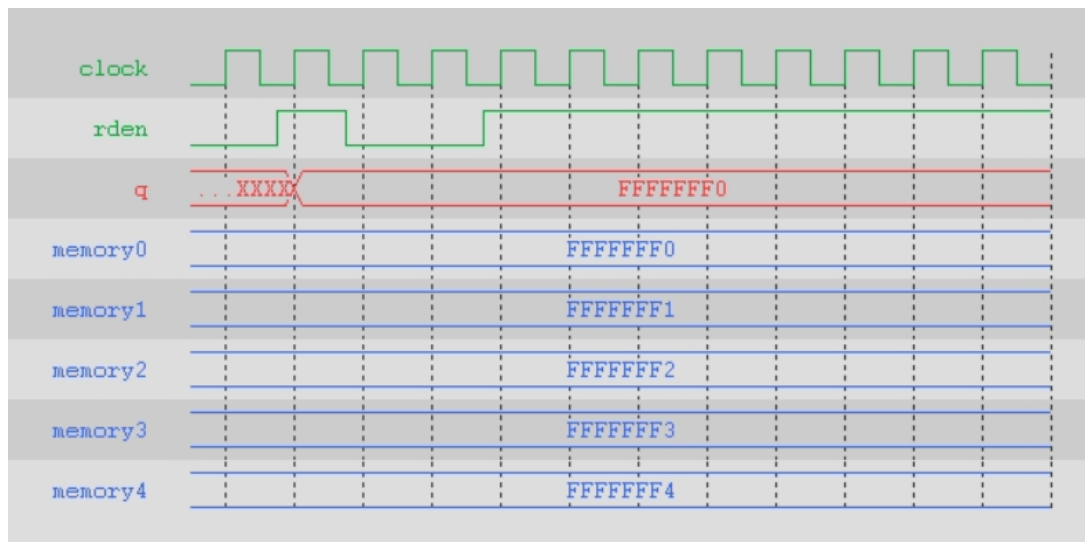 clock
rden
q ...XXXX FFFFFFF0
memory0 FFFFFFF0
memory1 FFFFFFF1
memory2 FFFFFFF2
memory3 FFFFFFF3
memory4 FFFFFFF4